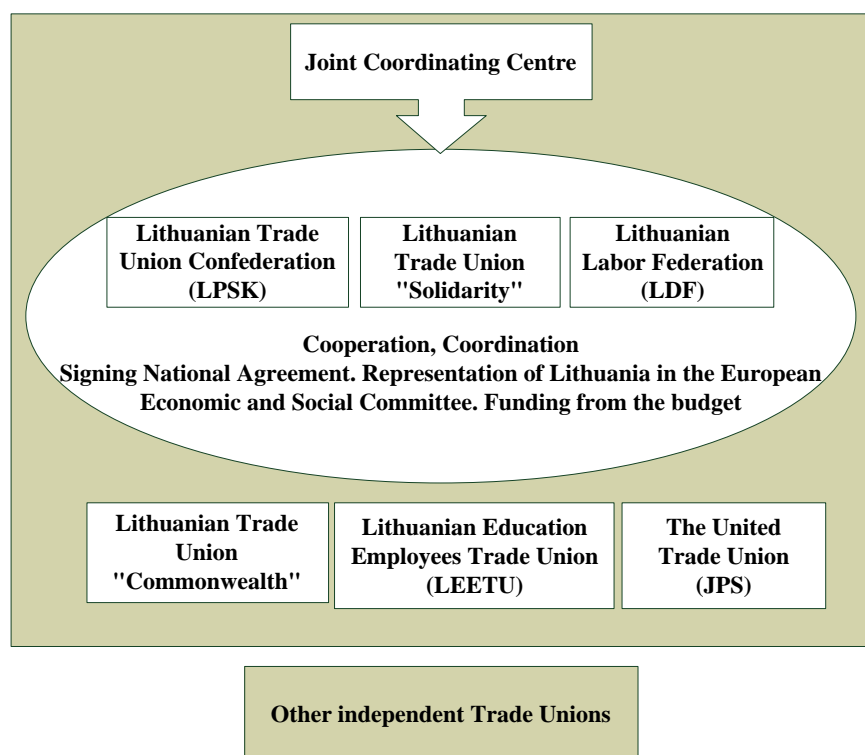 Joint Coordinating Centre
Lithuanian Trade
Union Confederation
(LPSK)
Lithuanian
Trade Union
"Solidarity"
Lithuanian
Labor Federation
(LDF)
Cooperation, Coordination
Signing National Agreement. Representation of Lithuania in the European
Economic and Social Committee. Funding from the budget
Lithuanian Trade
Union
"Commonwealth"
Lithuanian Education
Employees Trade Union
(LEETU)
The United
Trade Union
(JPS)
Other independent Trade Unions